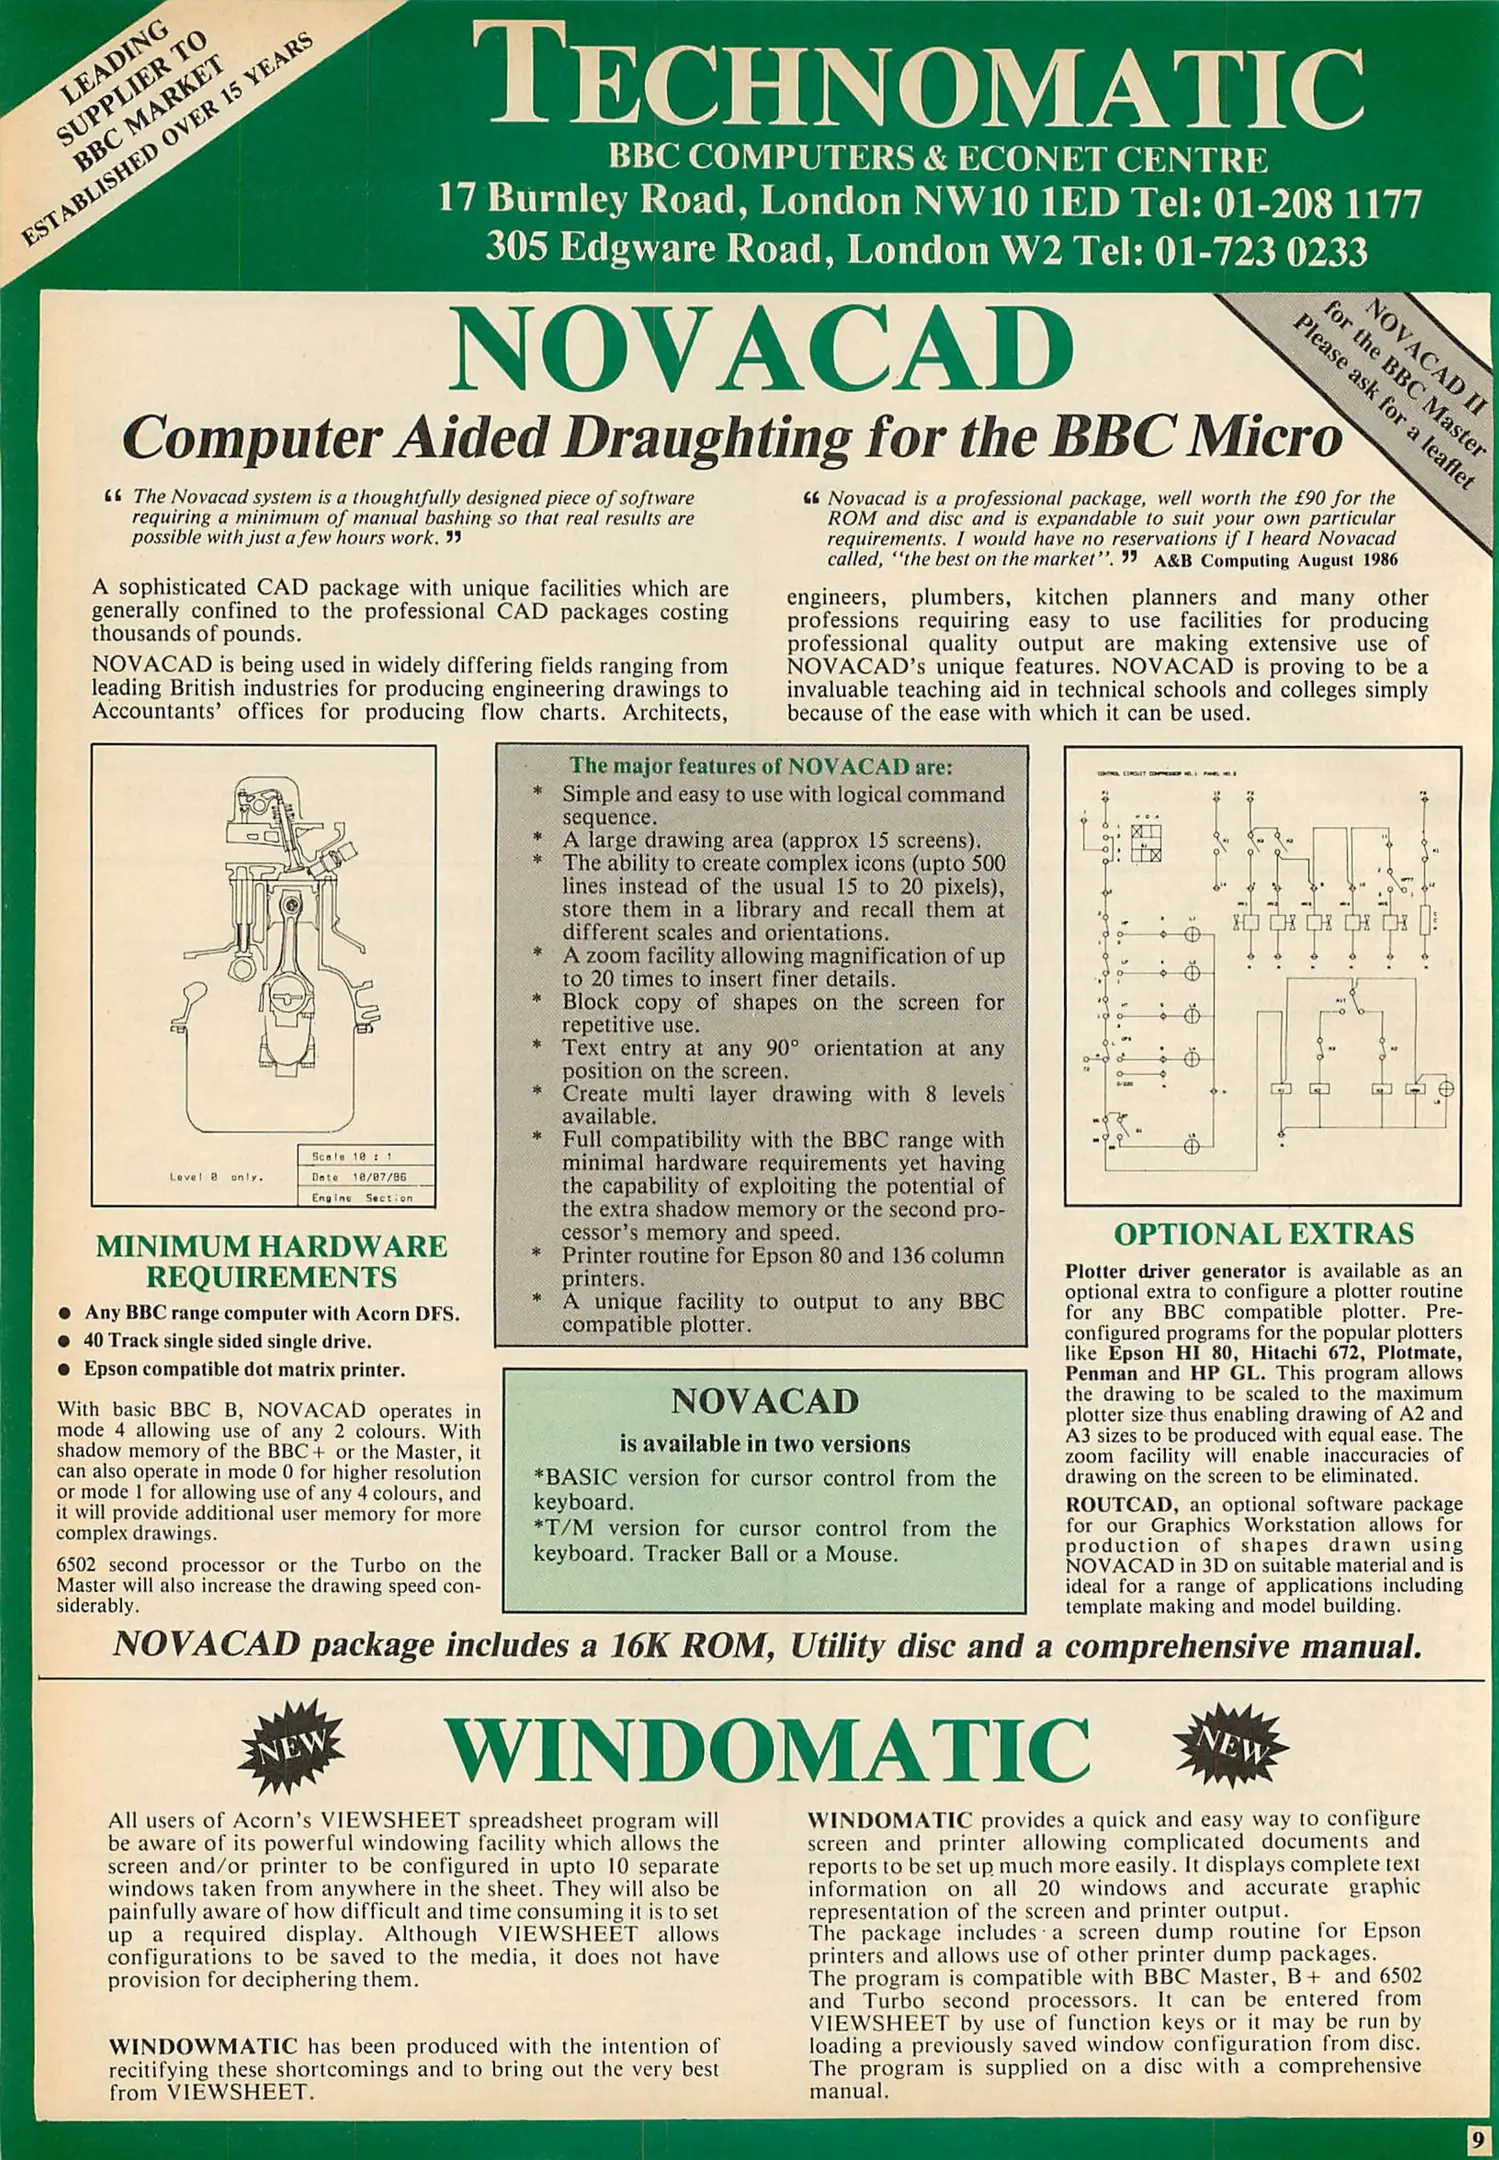 LEADING
SUPPLIER TO
BBC MARKET
ESTABLISHED OVER 15 YEARS
TECHNOMATIC
BBC COMPUTERS & ECONET CENTRE
17 Burnley Road, London NW10 1ED Tel: 01-208 1177
305 Edgware Road, London W2 Tel: 01-723 0233
NOVACAD
NOVACAD II
for the BBC Master
Please ask for a leaflet
Computer Aided Draughting for the BBC Micro
“ The Novacad system is a thoughtfully designed piece of software
requiring a minimum of manual bashing so that real results are
possible with just a few hours work. ”
“ Novacad is a professional package, well worth the £90 for the
ROM and disc and is expandable to suit your own particular
requirements. I would have no reservations if I heard Novacad
called, “the best on the market”. ” A&B Computing August 1986
A sophisticated CAD package with unique facilities which are
generally confined to the professional CAD packages costing
thousands of pounds.
NOVACAD is being used in widely differing fields ranging from
leading British industries for producing engineering drawings to
Accountants' offices for producing flow charts. Architects,
engineers, plumbers, kitchen planners and many other
professions requiring easy to use facilities for producing
professional quality output are making extensive use of
NOVACAD's unique features. NOVACAD is proving to be a
invaluable teaching aid in technical schools and colleges simply
because of the ease with which it can be used.
Level 0 only.
Scale 10 : 1
Date 10/07/86
Engine Section
The major features of NOVACAD are:
* Simple and easy to use with logical command
sequence.
* A large drawing area (approx 15 screens).
* The ability to create complex icons (upto 500
lines instead of the usual 15 to 20 pixels),
store them in a library and recall them at
different scales and orientations.
* A zoom facility allowing magnification of up
to 20 times to insert finer details.
* Block copy of shapes on the screen for
repetitive use.
* Text entry at any 90° orientation at any
position on the screen.
* Create multi layer drawing with 8 levels
available.
* Full compatibility with the BBC range with
minimal hardware requirements yet having
the capability of exploiting the potential of
the extra shadow memory or the second pro-
cessor's memory and speed.
* Printer routine for Epson 80 and 136 column
printers.
* A unique facility to output to any BBC
compatible plotter.
CONTROL CIRCUIT COMPRESSOR NO.1 PANEL NO.2
MINIMUM HARDWARE
REQUIREMENTS
● Any BBC range computer with Acorn DFS.
● 40 Track single sided single drive.
● Epson compatible dot matrix printer.
With basic BBC B, NOVACAD operates in
mode 4 allowing use of any 2 colours. With
shadow memory of the BBC+ or the Master, it
can also operate in mode 0 for higher resolution
or mode 1 for allowing use of any 4 colours, and
it will provide additional user memory for more
complex drawings.
6502 second processor or the Turbo on the
Master will also increase the drawing speed con-
siderably.
NOVACAD
is available in two versions
*BASIC version for cursor control from the
keyboard.
*T/M version for cursor control from the
keyboard. Tracker Ball or a Mouse.
OPTIONAL EXTRAS
Plotter driver generator is available as an
optional extra to configure a plotter routine
for any BBC compatible plotter. Pre-
configured programs for the popular plotters
like Epson HI 80, Hitachi 672, Plotmate,
Penman and HP GL. This program allows
the drawing to be scaled to the maximum
plotter size thus enabling drawing of A2 and
A3 sizes to be produced with equal ease. The
zoom facility will enable inaccuracies of
drawing on the screen to be eliminated.
ROUTCAD, an optional software package
for our Graphics Workstation allows for
production of shapes drawn using
NOVACAD in 3D on suitable material and is
ideal for a range of applications including
template making and model building.
NOVACAD package includes a 16K ROM, Utility disc and a comprehensive manual.
NEW
WINDOMATIC
NEW
All users of Acorn's VIEWSHEET spreadsheet program will
be aware of its powerful windowing facility which allows the
screen and/or printer to be configured in upto 10 separate
windows taken from anywhere in the sheet. They will also be
painfully aware of how difficult and time consuming it is to set
up a required display. Although VIEWSHEET allows
configurations to be saved to the media, it does not have
provision for deciphering them.
WINDOWMATIC has been produced with the intention of
recitifying these shortcomings and to bring out the very best
from VIEWSHEET.
WINDOMATIC provides a quick and easy way to configure
screen and printer allowing complicated documents and
reports to be set up much more easily. It displays complete text
information on all 20 windows and accurate graphic
representation of the screen and printer output.
The package includes a screen dump routine for Epson
printers and allows use of other printer dump packages.
The program is compatible with BBC Master, B+ and 6502
and Turbo second processors. It can be entered from
VIEWSHEET by use of function keys or it may be run by
loading a previously saved window configuration from disc.
The program is supplied on a disc with a comprehensive
manual.
9